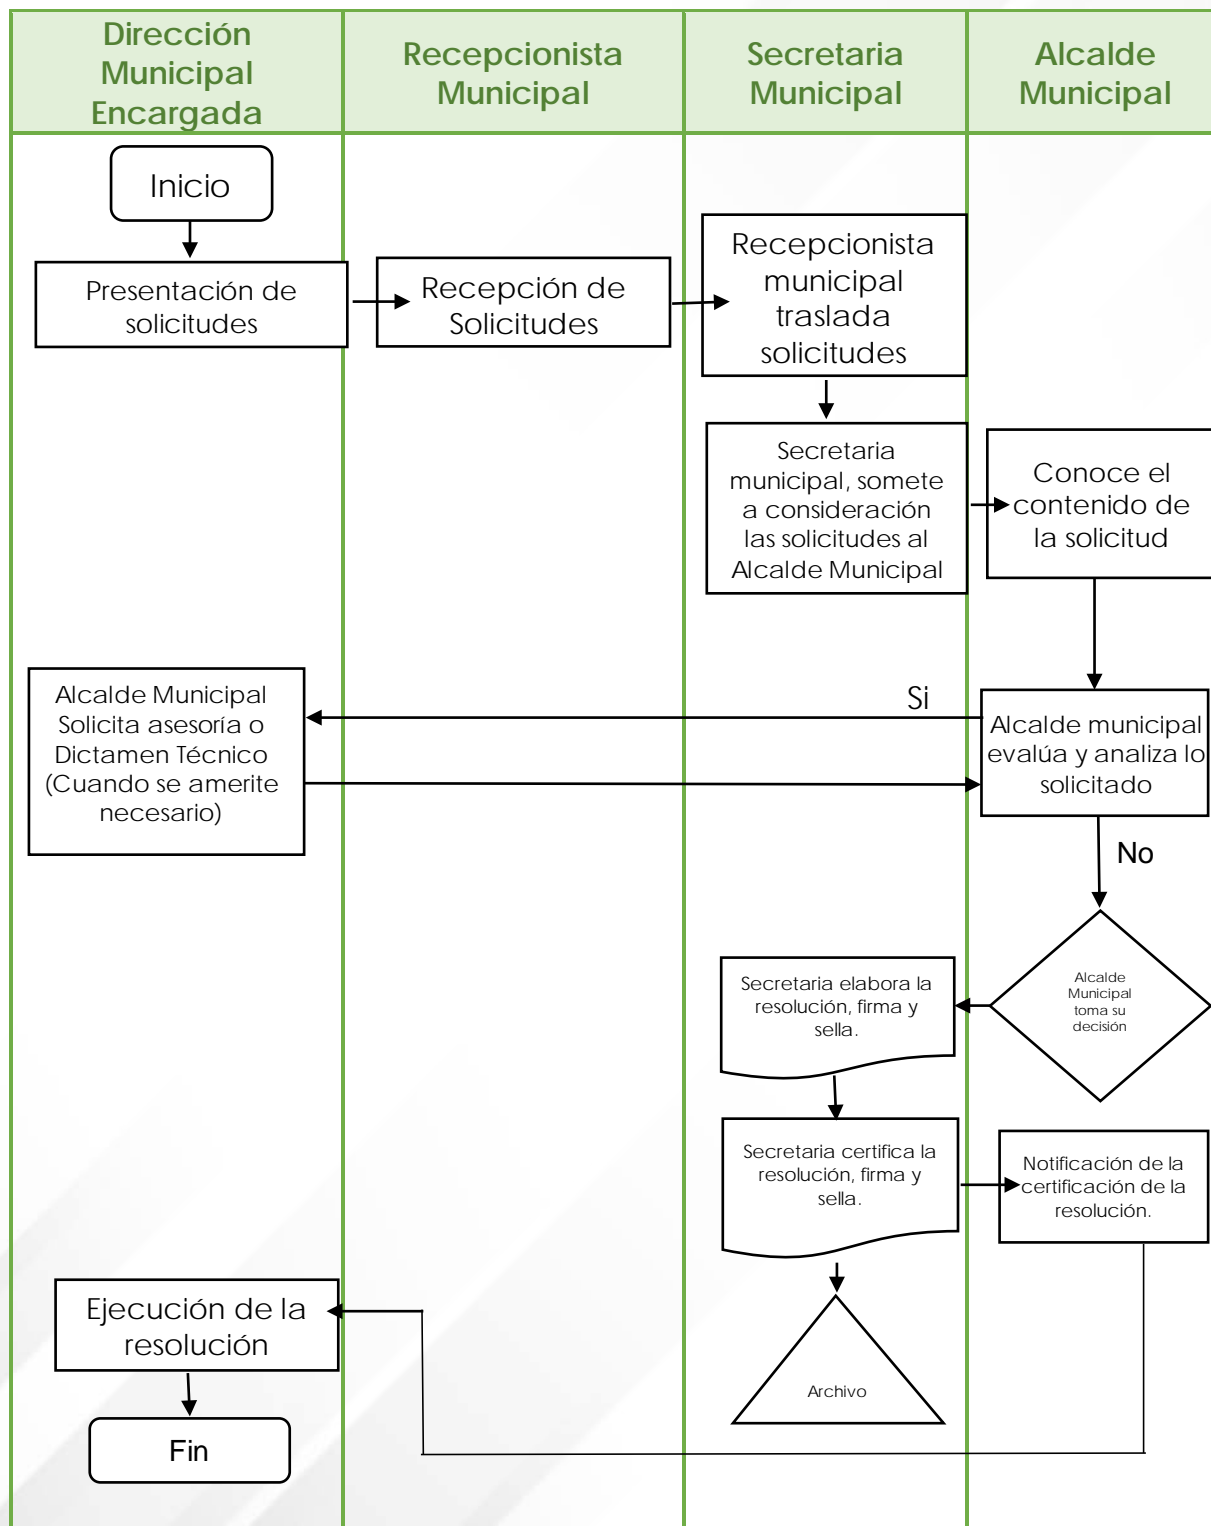 Dirección
Municipal
Encargada
Recepcionista
Municipal
Secretaria
Municipal
Alcalde
Municipal
Inicio
Presentación de
solicitudes
Recepción de
Solicitudes
Recepcionista
municipal
traslada
solicitudes
Secretaria
municipal, somete
a consideración
las solicitudes al
Alcalde Municipal
Conoce el
contenido de
la solicitud
Alcalde Municipal
Solicita asesoría o
Dictamen Técnico
(Cuando se amerite
necesario)
Si
Alcalde municipal
evalúa y analiza lo
solicitado
No
Alcalde
Municipal
toma su
decisión
Secretaria elabora la
resolución, firma y
sella.
Secretaria certifica la
resolución, firma y
sella.
Notificación de la
certificación de la
resolución.
Ejecución de la
resolución
Archivo
Fin